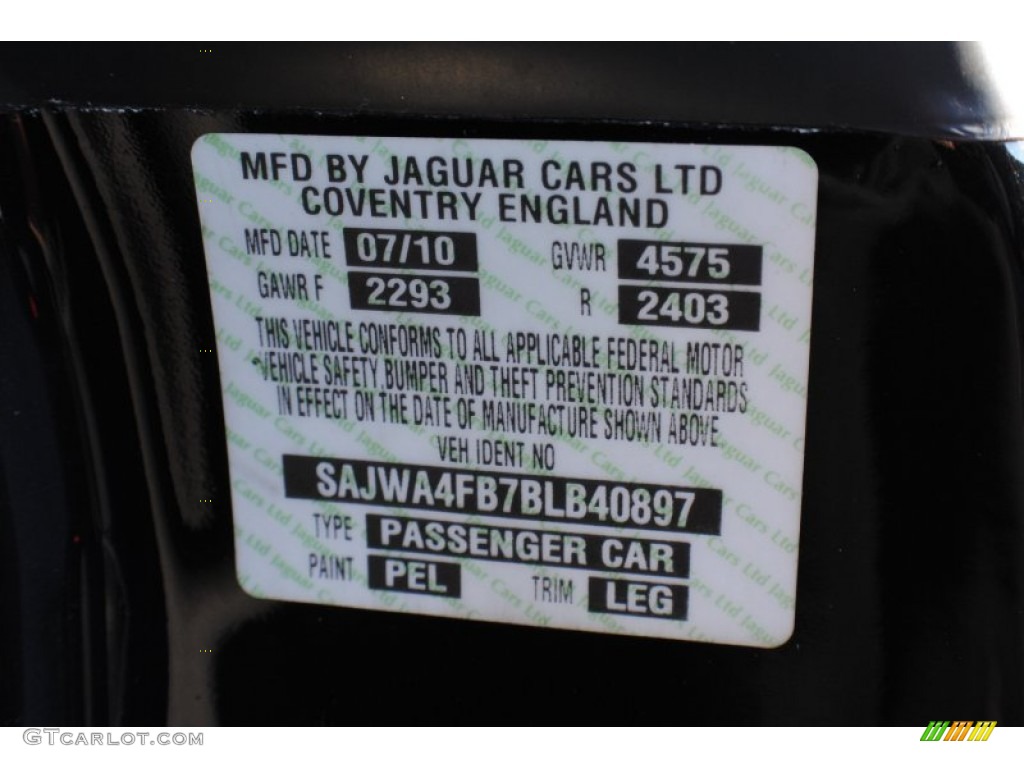 MFD BY JAGUAR CARS LTD
COVENTRY ENGLAND
MFD DATE 07/10 GVWR 4575
GAWR F 2293 R 2403
THIS VEHICLE CONFORMS TO ALL APPLICABLE FEDERAL MOTOR
VEHICLE SAFETY, BUMPER AND THEFT PREVENTION STANDARDS
IN EFFECT ON THE DATE OF MANUFACTURE SHOWN ABOVE
VEH IDENT NO
SAJWA4FB7BLB40897
TYPE PASSENGER CAR
PAINT PEL TRIM LEG
GTCARLOT.COM